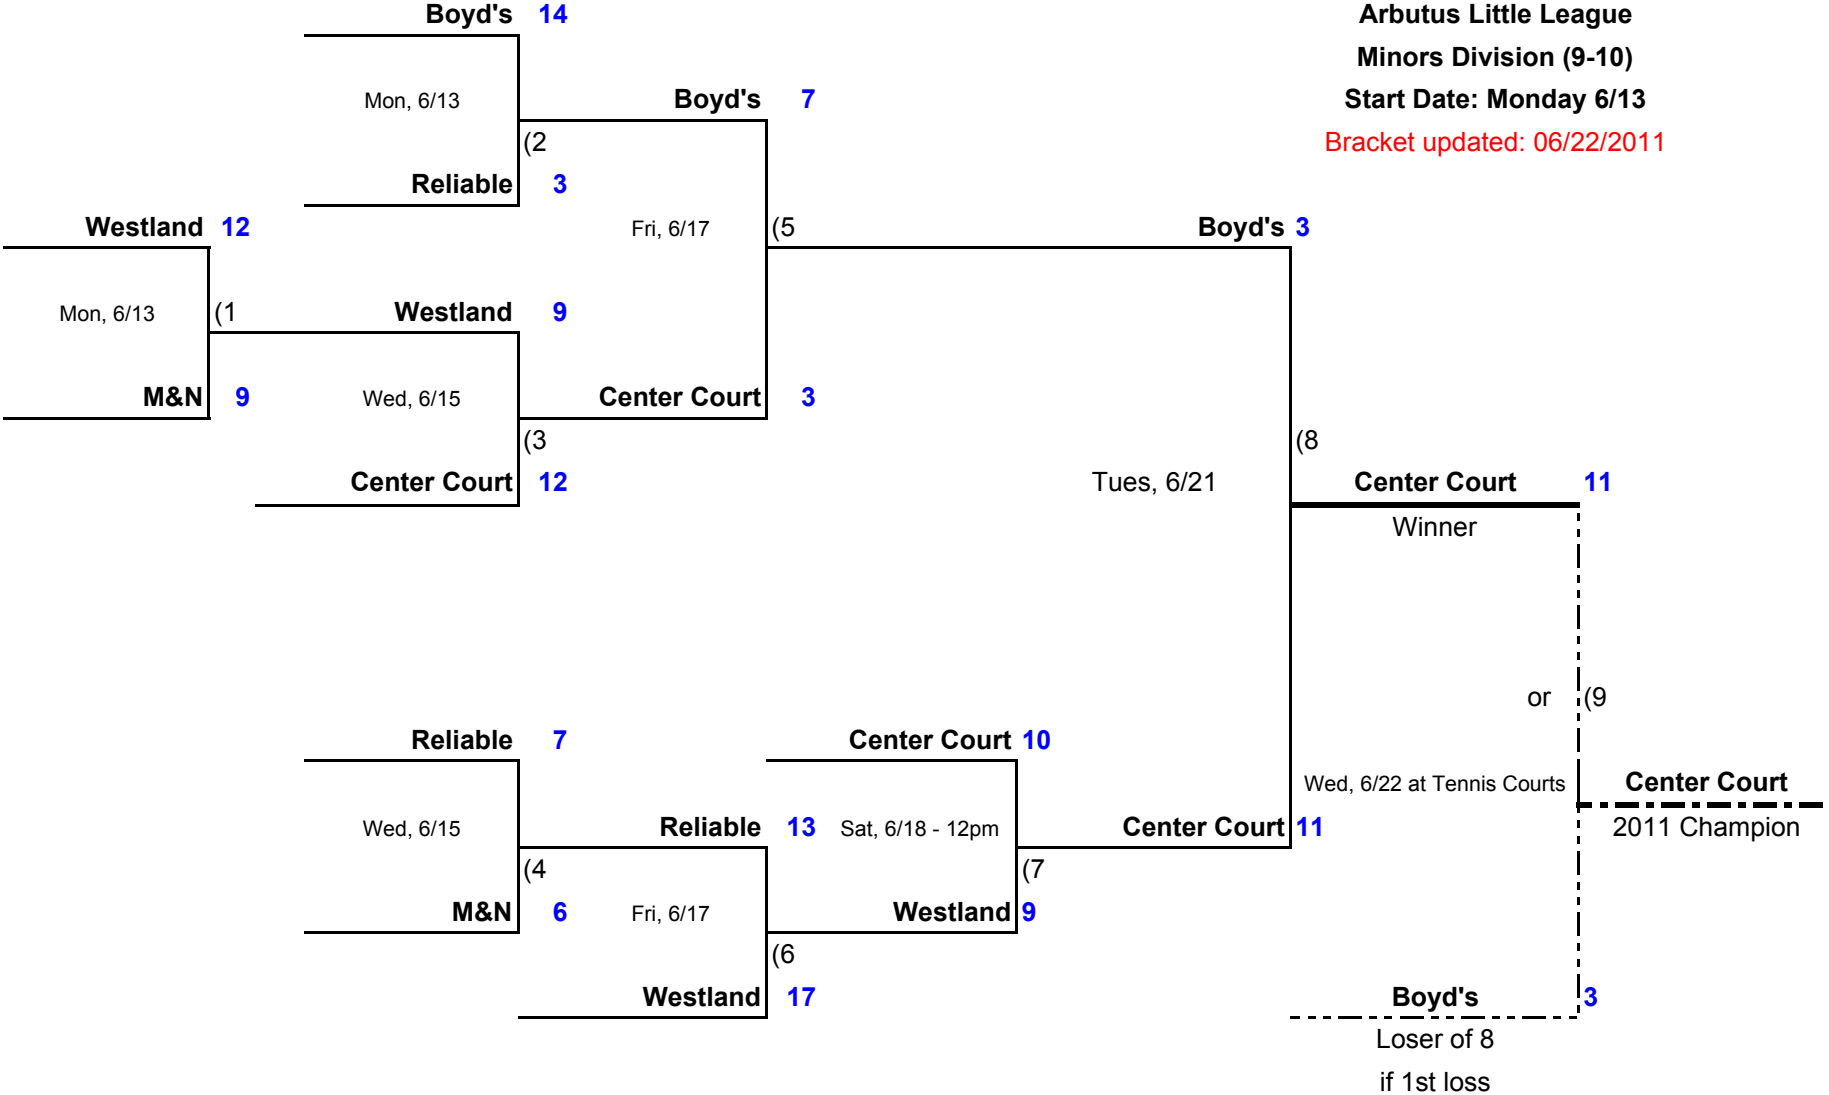 Boyd's 14
Arbutus Little League
Minors Division (9-10)
Mon, 6/13
Boyd's 7
Start Date: Monday 6/13
(2
Bracket updated: 06/22/2011
Reliable 3
Westland 12
Fri, 6/17
(5
Boyd's 3
Mon, 6/13
(1
Westland 9
M&N 9
Wed, 6/15
Center Court 3
(3
(8
Center Court 12
Tues, 6/21
Center Court 11
Winner
or
(9
Reliable 7
Center Court 10
Wed, 6/22 at Tennis Courts
Center Court
Wed, 6/15
Reliable 13
Sat, 6/18 - 12pm
Center Court 11
2011 Champion
(4
(7
M&N 6
Fri, 6/17
Westland 9
(6
Westland 17
Boyd's 3
Loser of 8
if 1st loss